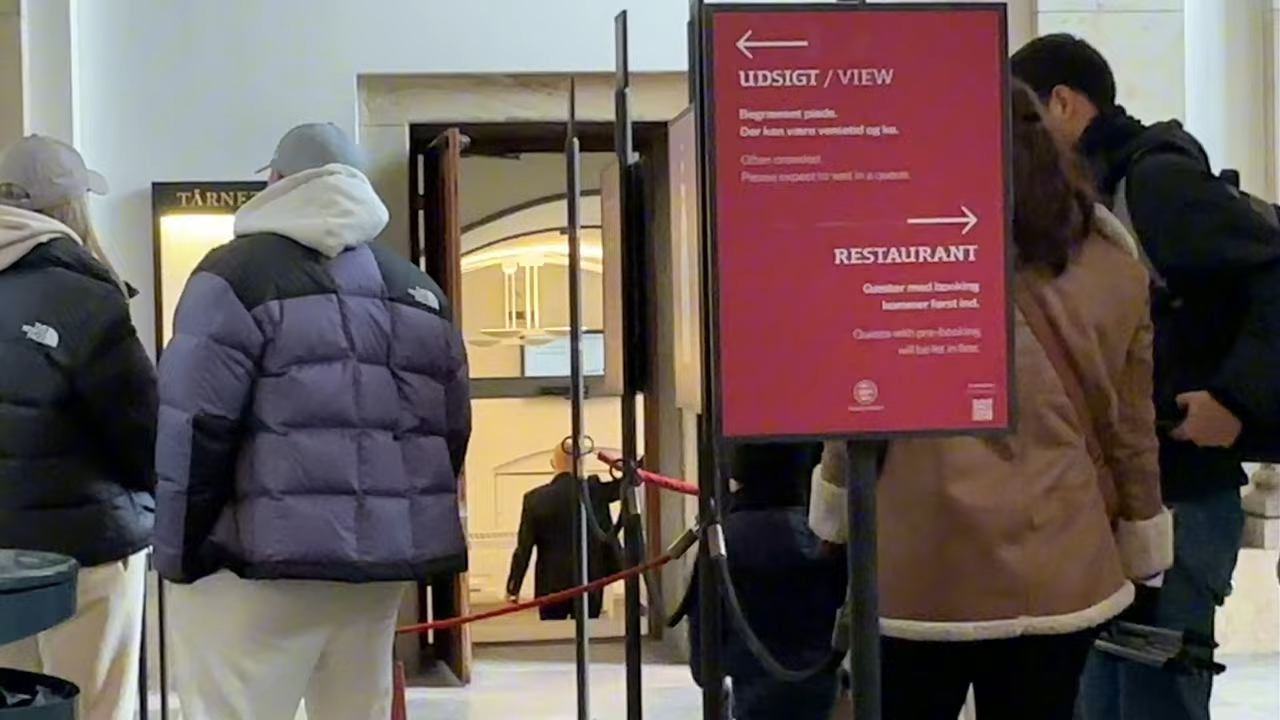 UDSIGT / VIEW
Begrænset plads.
Der kan være ventetid og kø.
Often crowded
Please expect to wait in a queue.
TÅRNET
RESTAURANT
Gæster med booking
kommer først ind.
Guests with pre-booking
will be let in first.